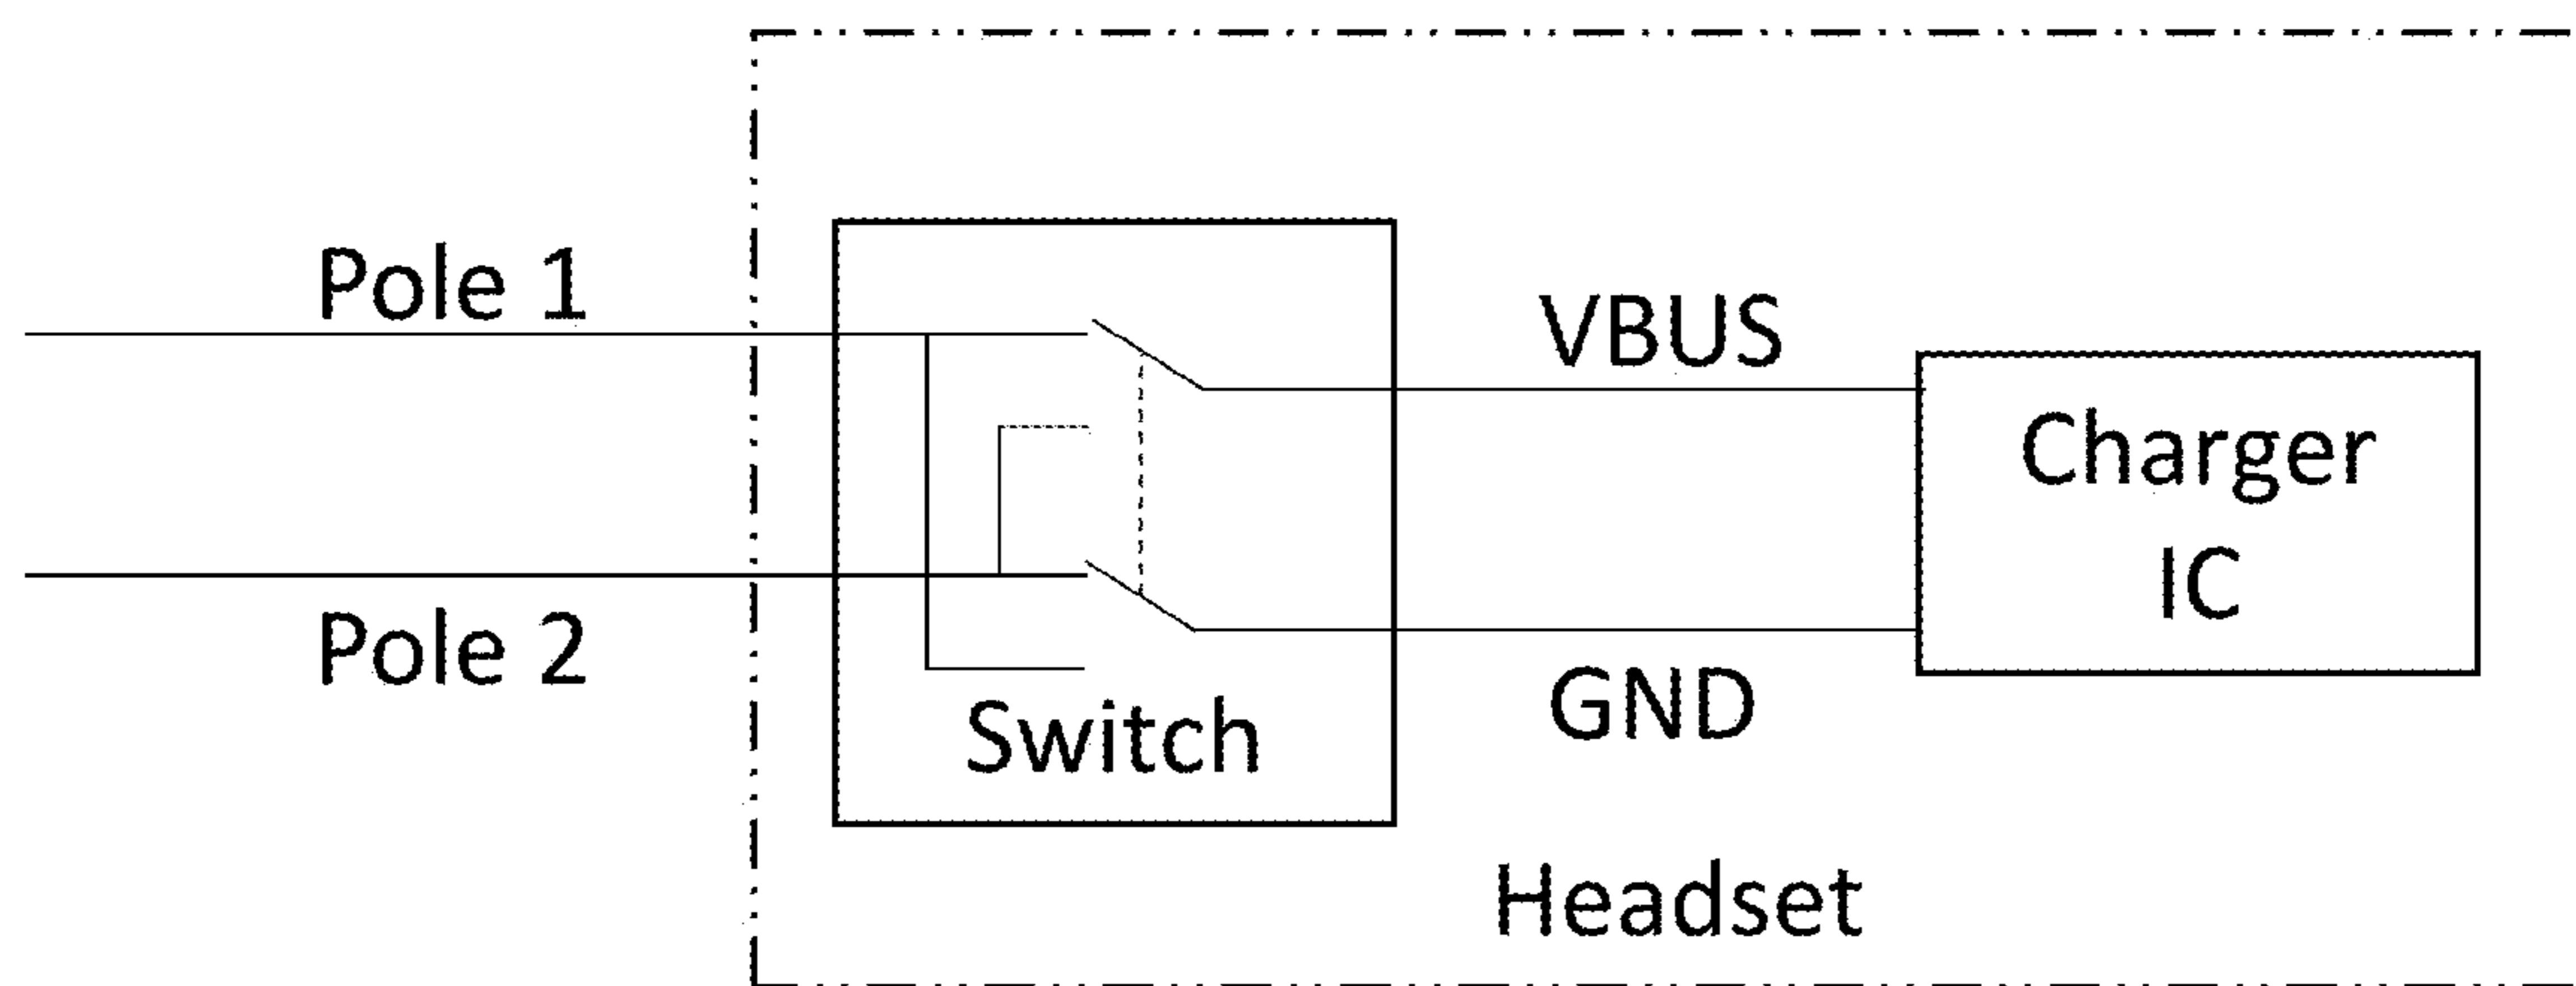 Pole 1
VBUS
Charger
IC
Pole 2
GND
Switch
Headset